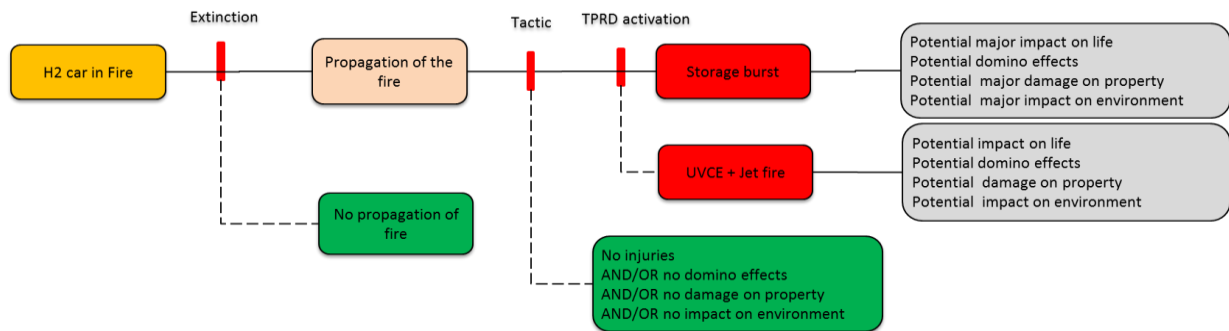 Extinction
Tactic
TPRD activation
H2 car in Fire
Propagation of the
fire
Storage burst
Potential major impact on life
Potential domino effects
Potential major damage on property
Potential major impact on environment
UVCE + Jet fire
Potential impact on life
Potential domino effects
Potential damage on property
Potential impact on environment
No propagation of
fire
No injuries
AND/OR no domino effects
AND/OR no damage on property
AND/OR no impact on environment